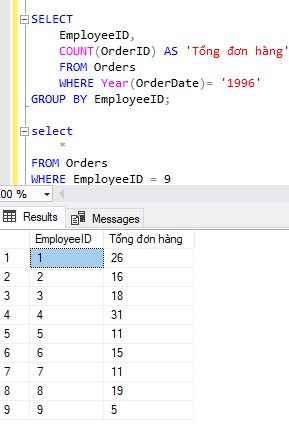 SELECT
EmployeeID,
COUNT(OrderID) AS 'Tổng đơn hàng'
FROM Orders
WHERE Year(OrderDate)= '1996'
GROUP BY EmployeeID;
select
*
FROM Orders
WHERE EmployeeID = 9
00 %
Results Messages
EmployeeID Tổng đơn hàng
1 1 26
2 2 16
3 3 18
4 4 31
5 5 11
6 6 15
7 7 11
8 8 19
9 9 5